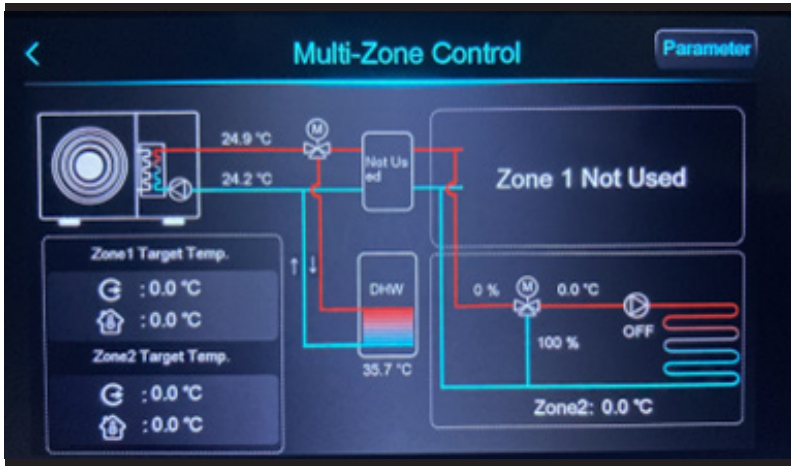 Multi-Zone Control
Parameter
24.9 °C
M
24.2 °C
Not Us
ed
Zone 1 Not Used
Zone1 Target Temp.
: 0.0 °C
: 0.0 °C
Zone2 Target Temp.
: 0.0 °C
: 0.0 °C
DHW
35.7 °C
0 %
M
0.0 °C
OFF
100 %
Zone2: 0.0 °C